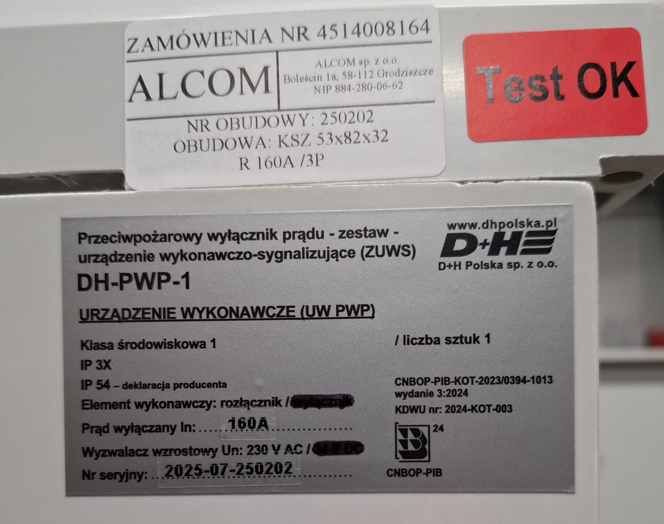 ZAMÓWIENIA NR 4514008164
ALCOM
ALCOM sp. z o.o.
Boleścin 1a, 58-112 Grodziszcze
NIP 884-280-06-62
NR OBUDOWY: 250202
OBUDOWA: KSZ 53x82x32
R 160A /3P
Test OK
Przeciwpożarowy wyłącznik prądu - zestaw -
urządzenie wykonawczo-sygnalizujące (ZUWS)
DH-PWP-1
www.dhpolska.pl
D+H
D+H Polska sp. z o.o.
URZĄDZENIE WYKONAWCZE (UW PWP)
Klasa środowiskowa 1
/ liczba sztuk 1
IP 3X
IP 54 – deklaracja producenta
Element wykonawczy: rozłącznik /
Prąd wyłączany In: 160A
Wyzwalacz wzrostowy Un: 230 V AC /
Nr seryjny: 2025-07-250202
CNBOP-PIB-KOT-2023/0394-1013
wydanie 3:2024
KDWU nr: 2024-KOT-003
B 24
CNBOP-PIB